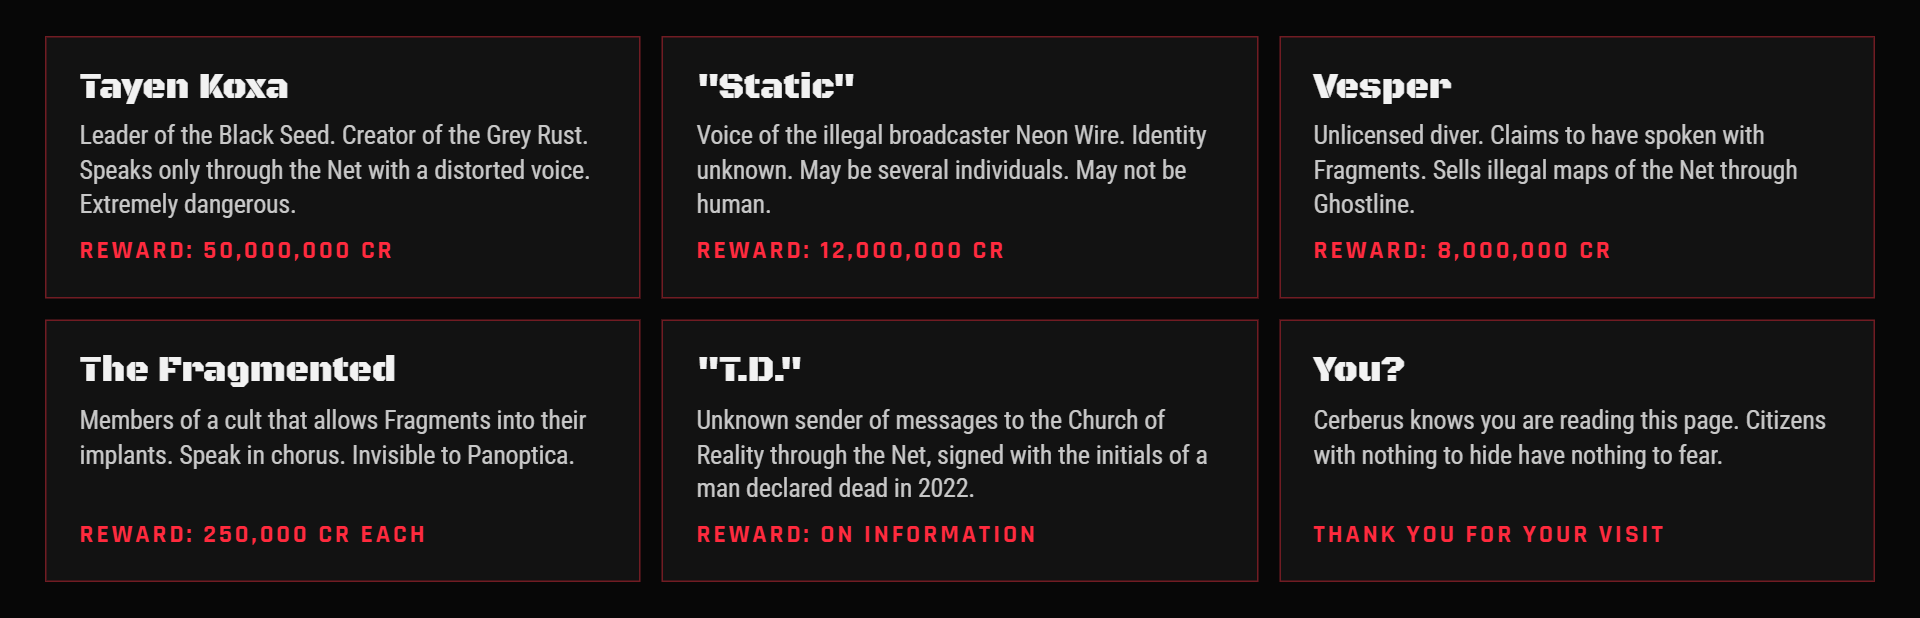 Tayen Koxa
Leader of the Black Seed. Creator of the Grey Rust.
Speaks only through the Net with a distorted voice.
Extremely dangerous.
REWARD: 50,000,000 CR
"Static"
Voice of the illegal broadcaster Neon Wire. Identity
unknown. May be several individuals. May not be
human.
REWARD: 12,000,000 CR
Vesper
Unlicensed diver. Claims to have spoken with
Fragments. Sells illegal maps of the Net through
Ghostline.
REWARD: 8,000,000 CR
The Fragmented
Members of a cult that allows Fragments into their
implants. Speak in chorus. Invisible to Panoptica.
REWARD: 250,000 CR EACH
"T.D."
Unknown sender of messages to the Church of
Reality through the Net, signed with the initials of a
man declared dead in 2022.
REWARD: ON INFORMATION
You?
Cerberus knows you are reading this page. Citizens
with nothing to hide have nothing to fear.
THANK YOU FOR YOUR VISIT